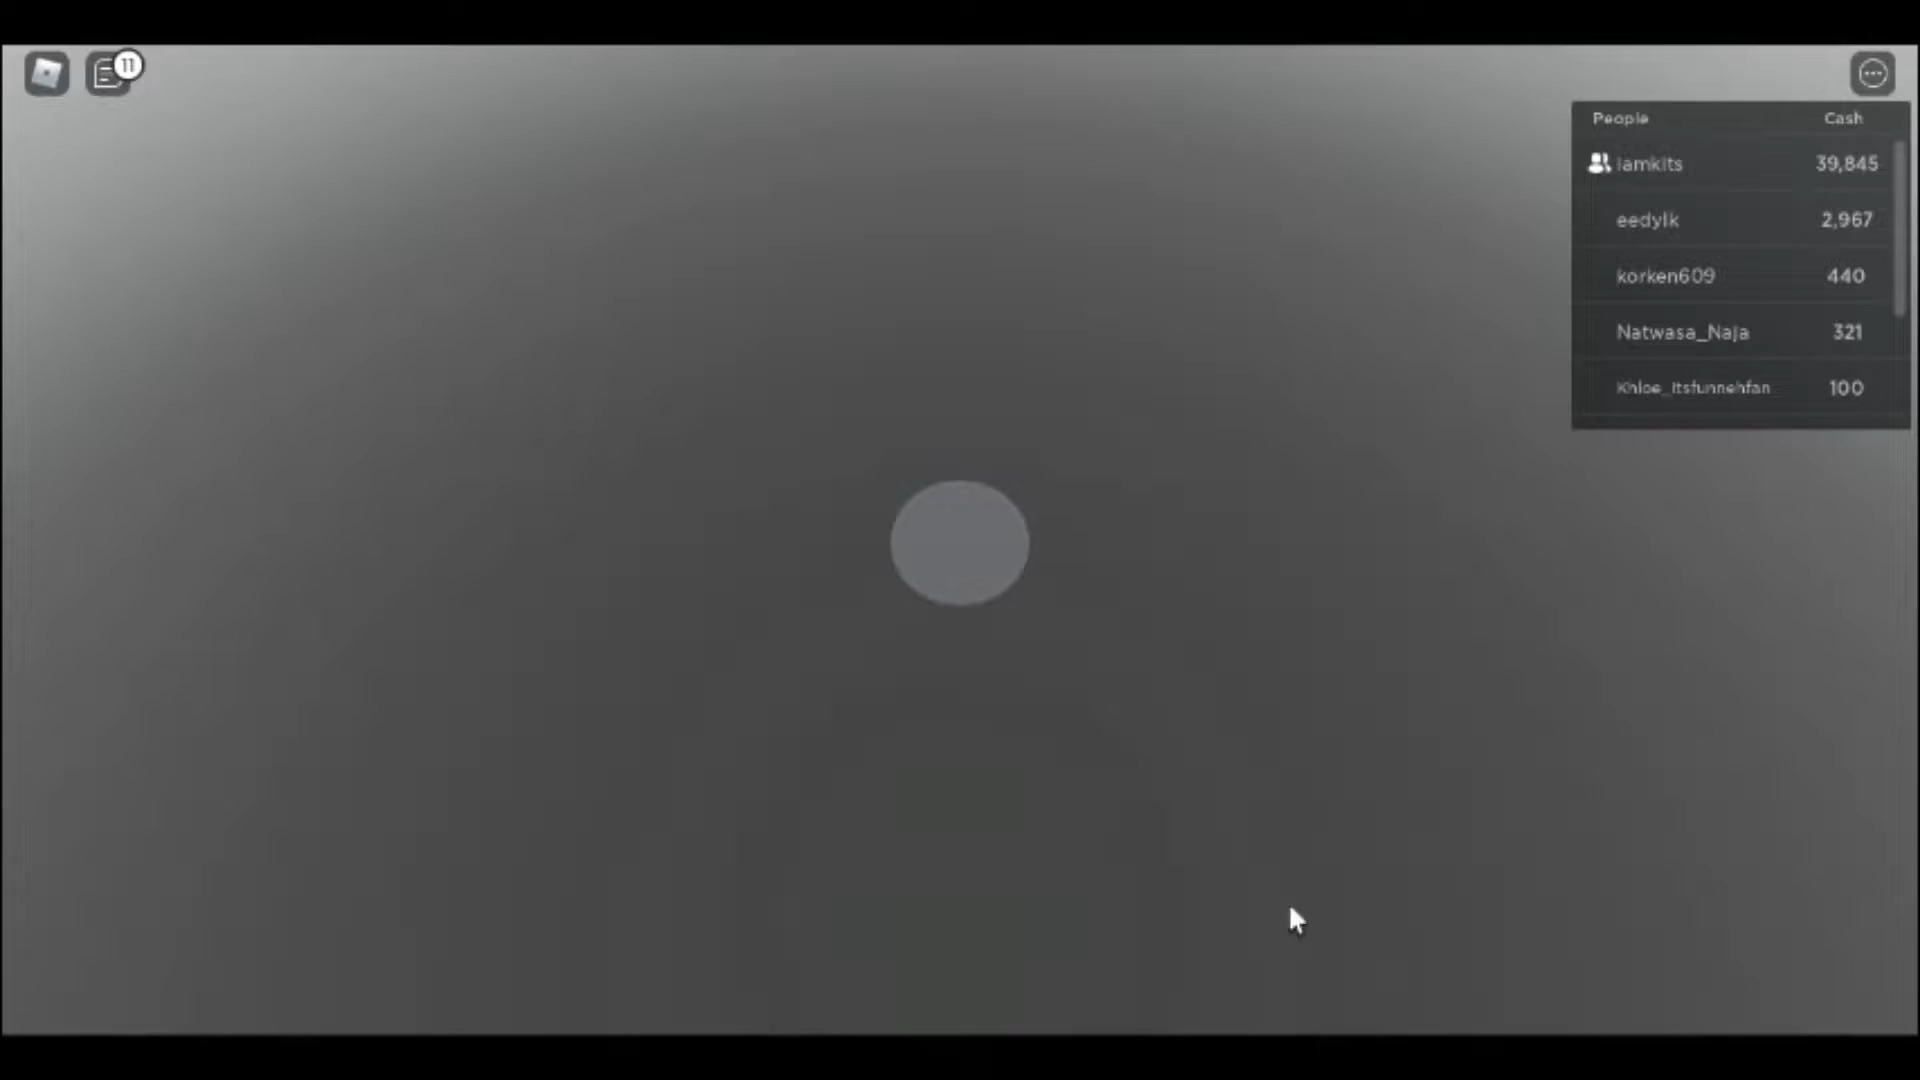 11
People Cash
iamkits 39,845
eedylk 2,967
korken609 440
Natwasa_Naja 321
Khloe_Itsfunnehfan 100